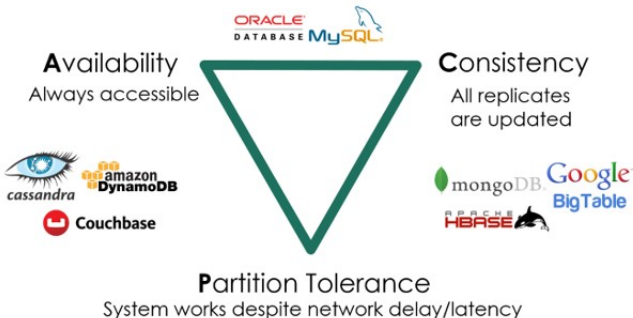 ORACLE
DATABASE
MySQL
Availability
Always accessible
Consistency
All replicates
are updated
cassandra
amazon
DynamoDB
Couchbase
mongoDB
Google
BigTable
APACHE
HBASE
Partition Tolerance
System works despite network delay/latency